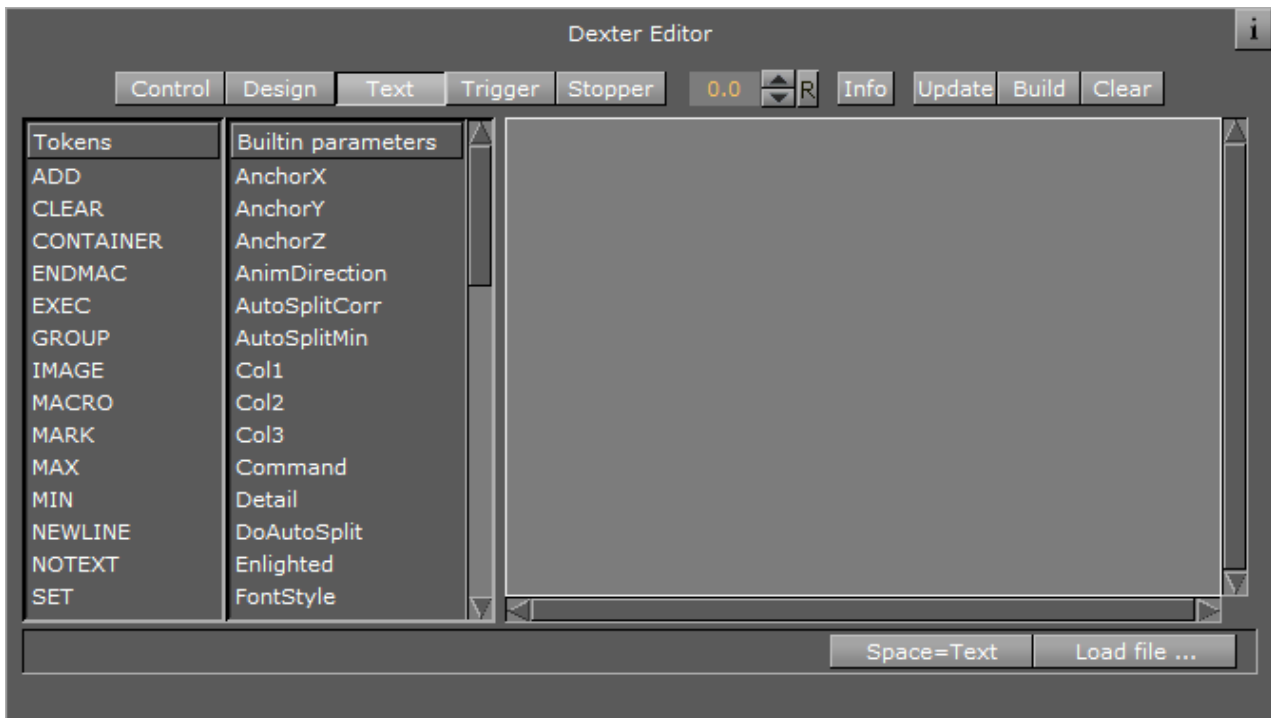 Dexter Editor
i
Control Design Text Trigger Stopper 0.0 R Info Update Build Clear
Tokens Builtin parameters
ADD AnchorX
CLEAR AnchorY
CONTAINER AnchorZ
ENDMAC AnimDirection
EXEC AutoSplitCorr
GROUP AutoSplitMin
IMAGE Col1
MACRO Col2
MARK Col3
MAX Command
MIN Detail
NEWLINE DoAutoSplit
NOTEXT Enlighted
SET FontStyle
Space=Text Load file ...